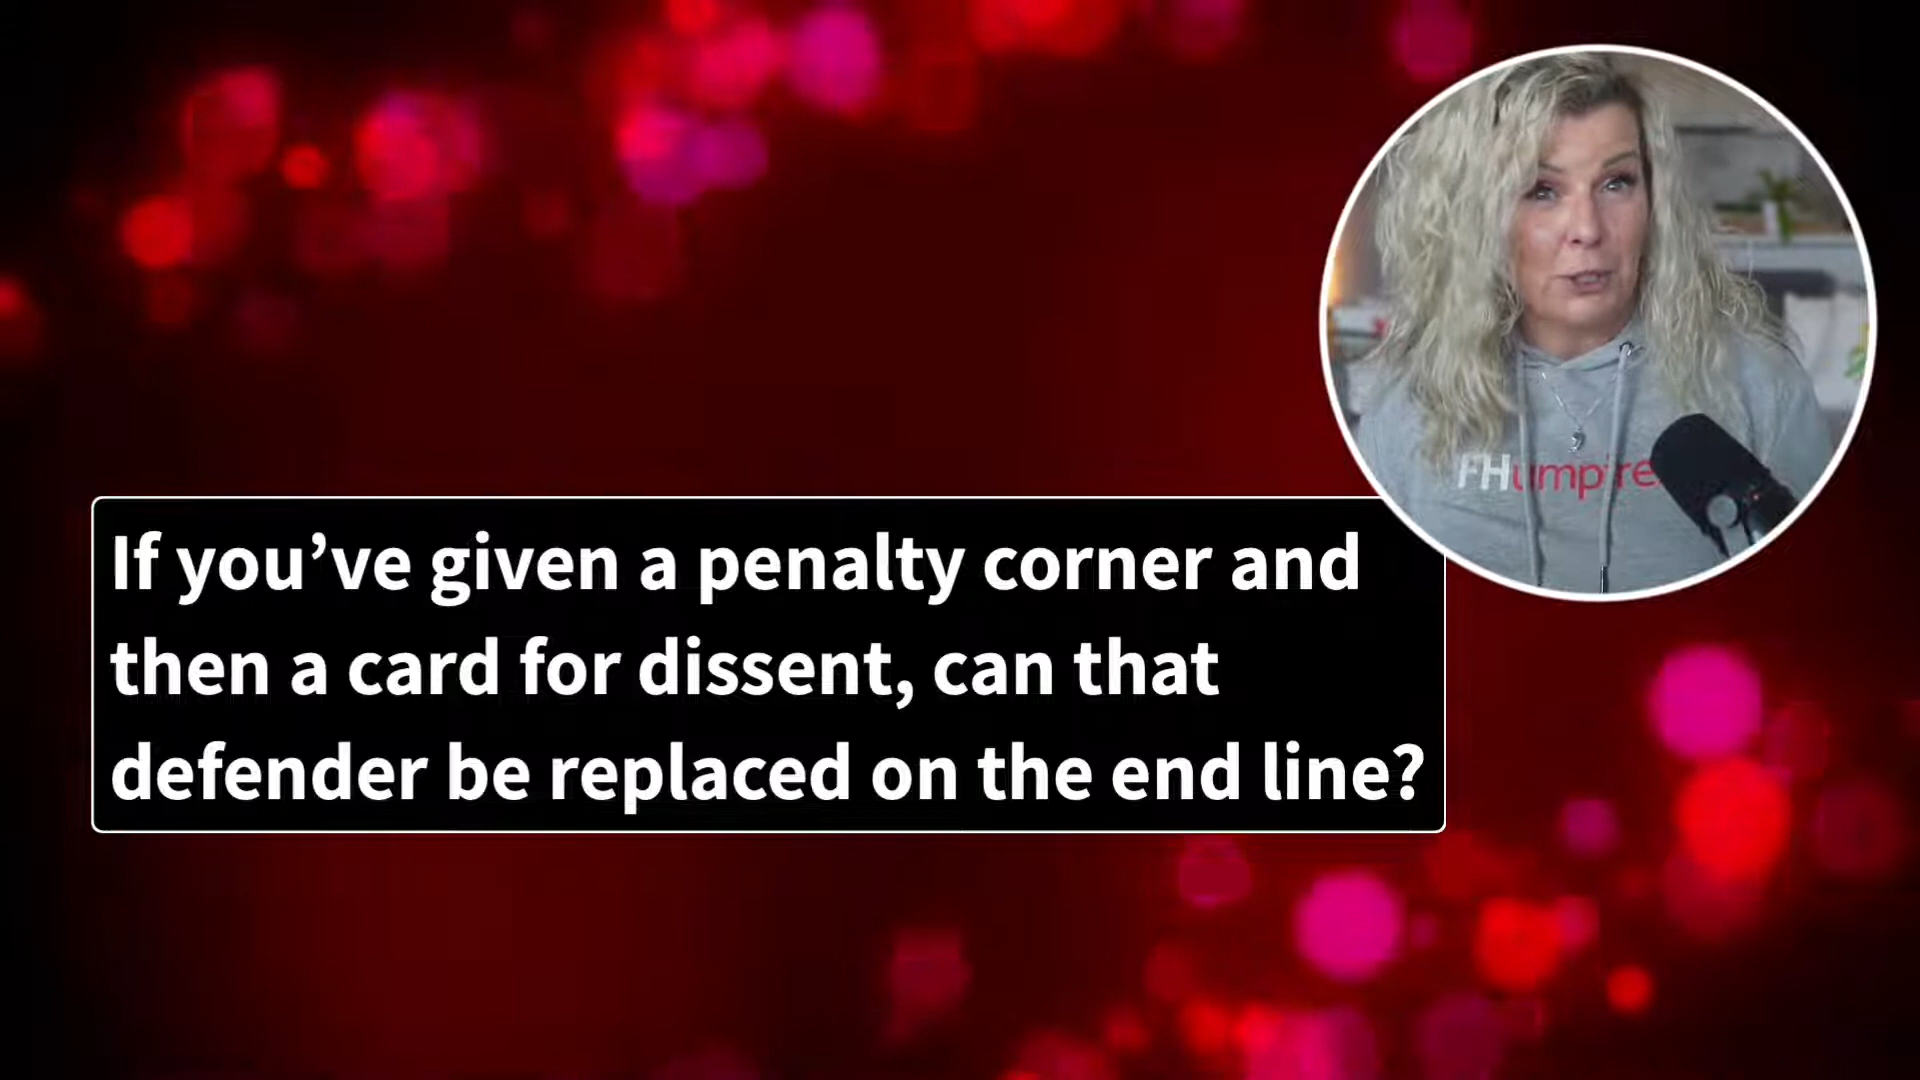 If you’ve given a penalty corner and
then a card for dissent, can that
defender be replaced on the end line?
FHumpire